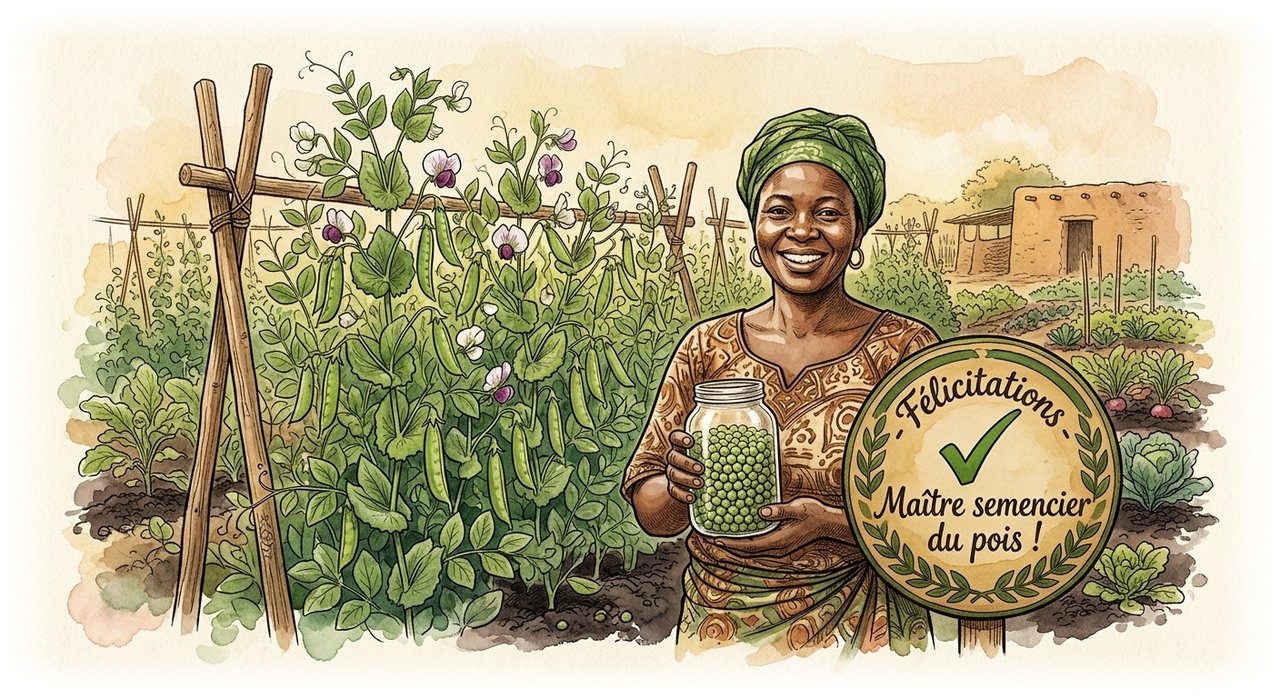 - Félicitations -
Maître semencier
du pois !